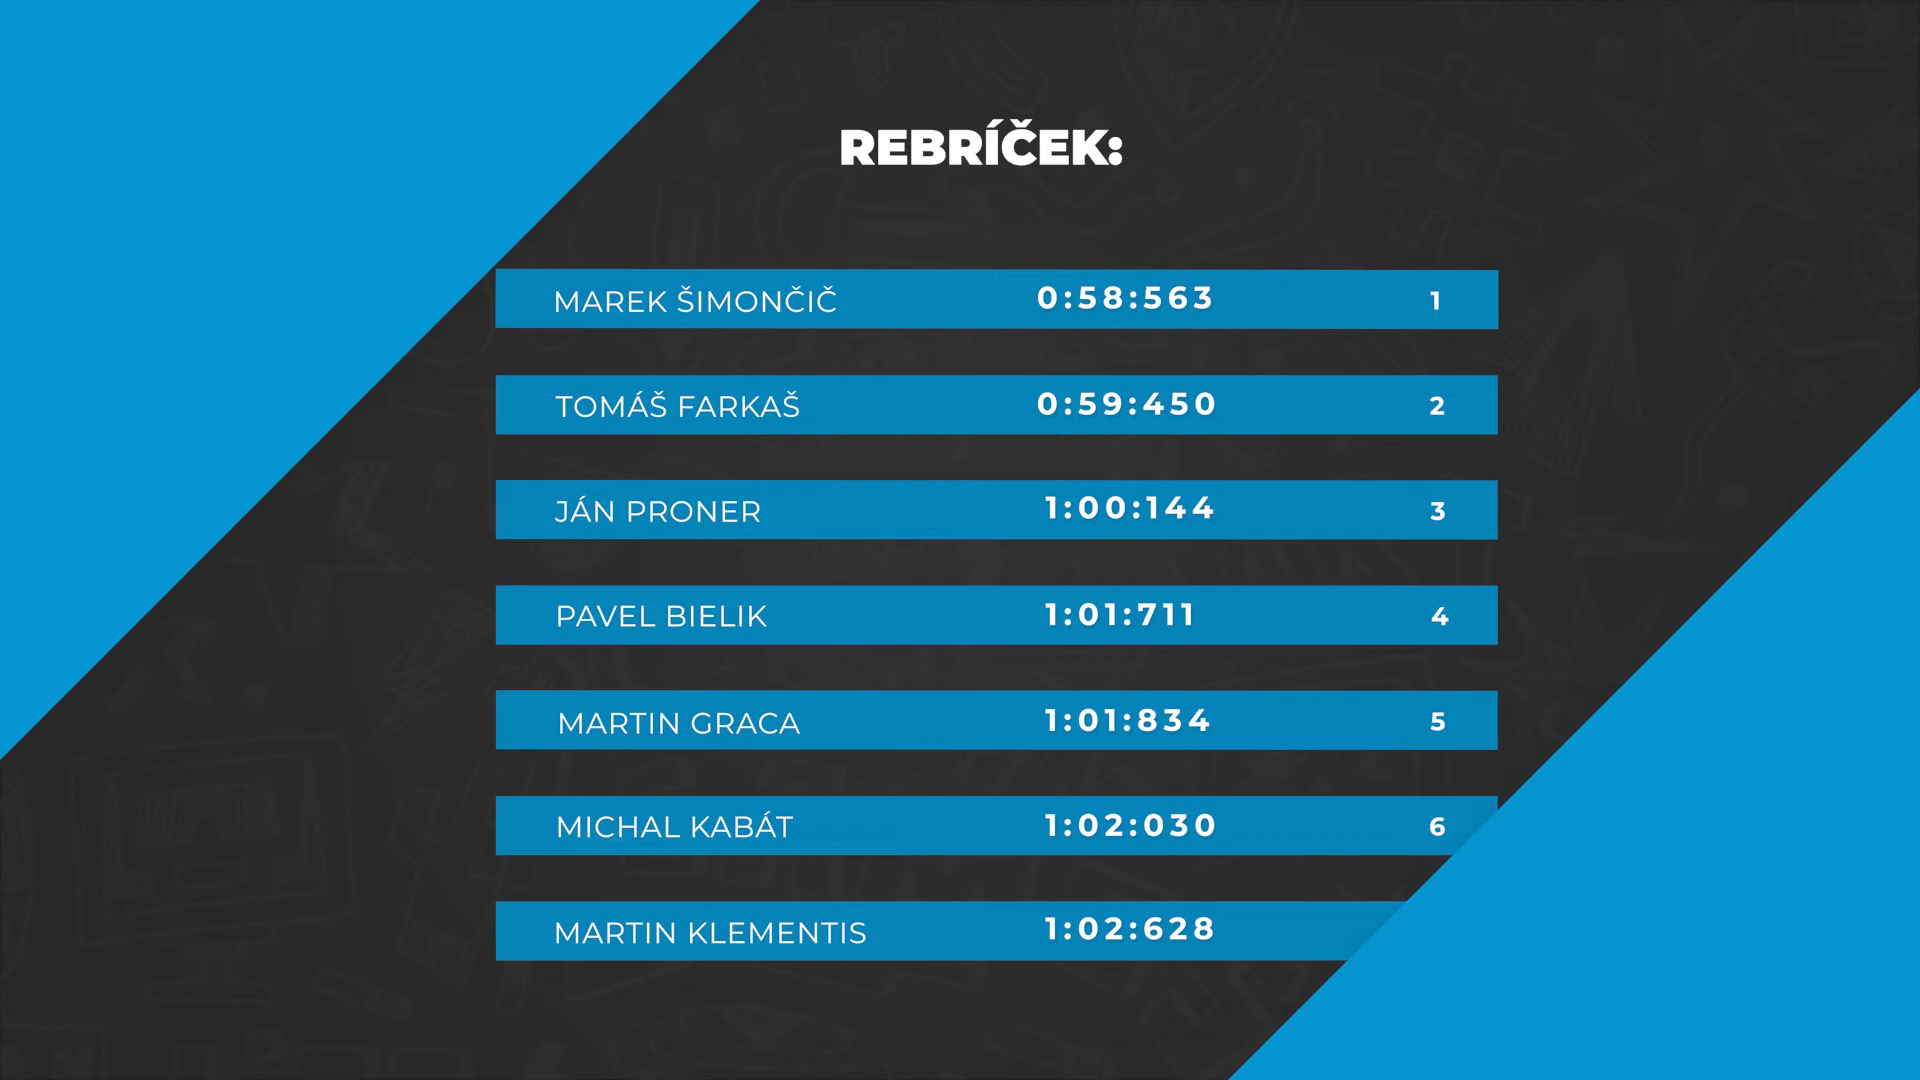 REBRÍČEK:
MAREK ŠIMONČIČ 0:58:563 1
TOMÁŠ FARKAŠ 0:59:450 2
JÁN PRONER 1:00:144 3
PAVEL BIELIK 1:01:711 4
MARTIN GRACA 1:01:834 5
MICHAL KABÁT 1:02:030 6
MARTIN KLEMENTIS 1:02:628